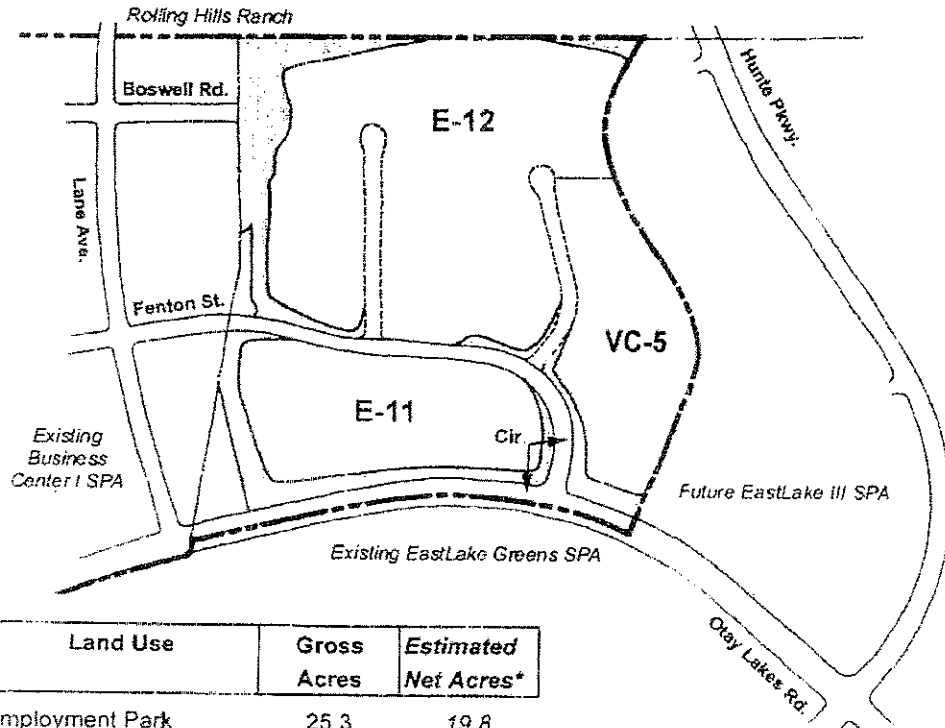 Rolling Hills Ranch
Boswell Rd.
E-12
Hunte Pkwy.
Lane Ave.
Fenton St.
VC-5
E-11
Cir.
Existing
Business
Center I SPA
Future EastLake III SPA
Existing EastLake Greens SPA
Otay Lakes Rd.
Land Use Gross Estimated
Acres Net Acres*
mployment Park 25.3 19.8